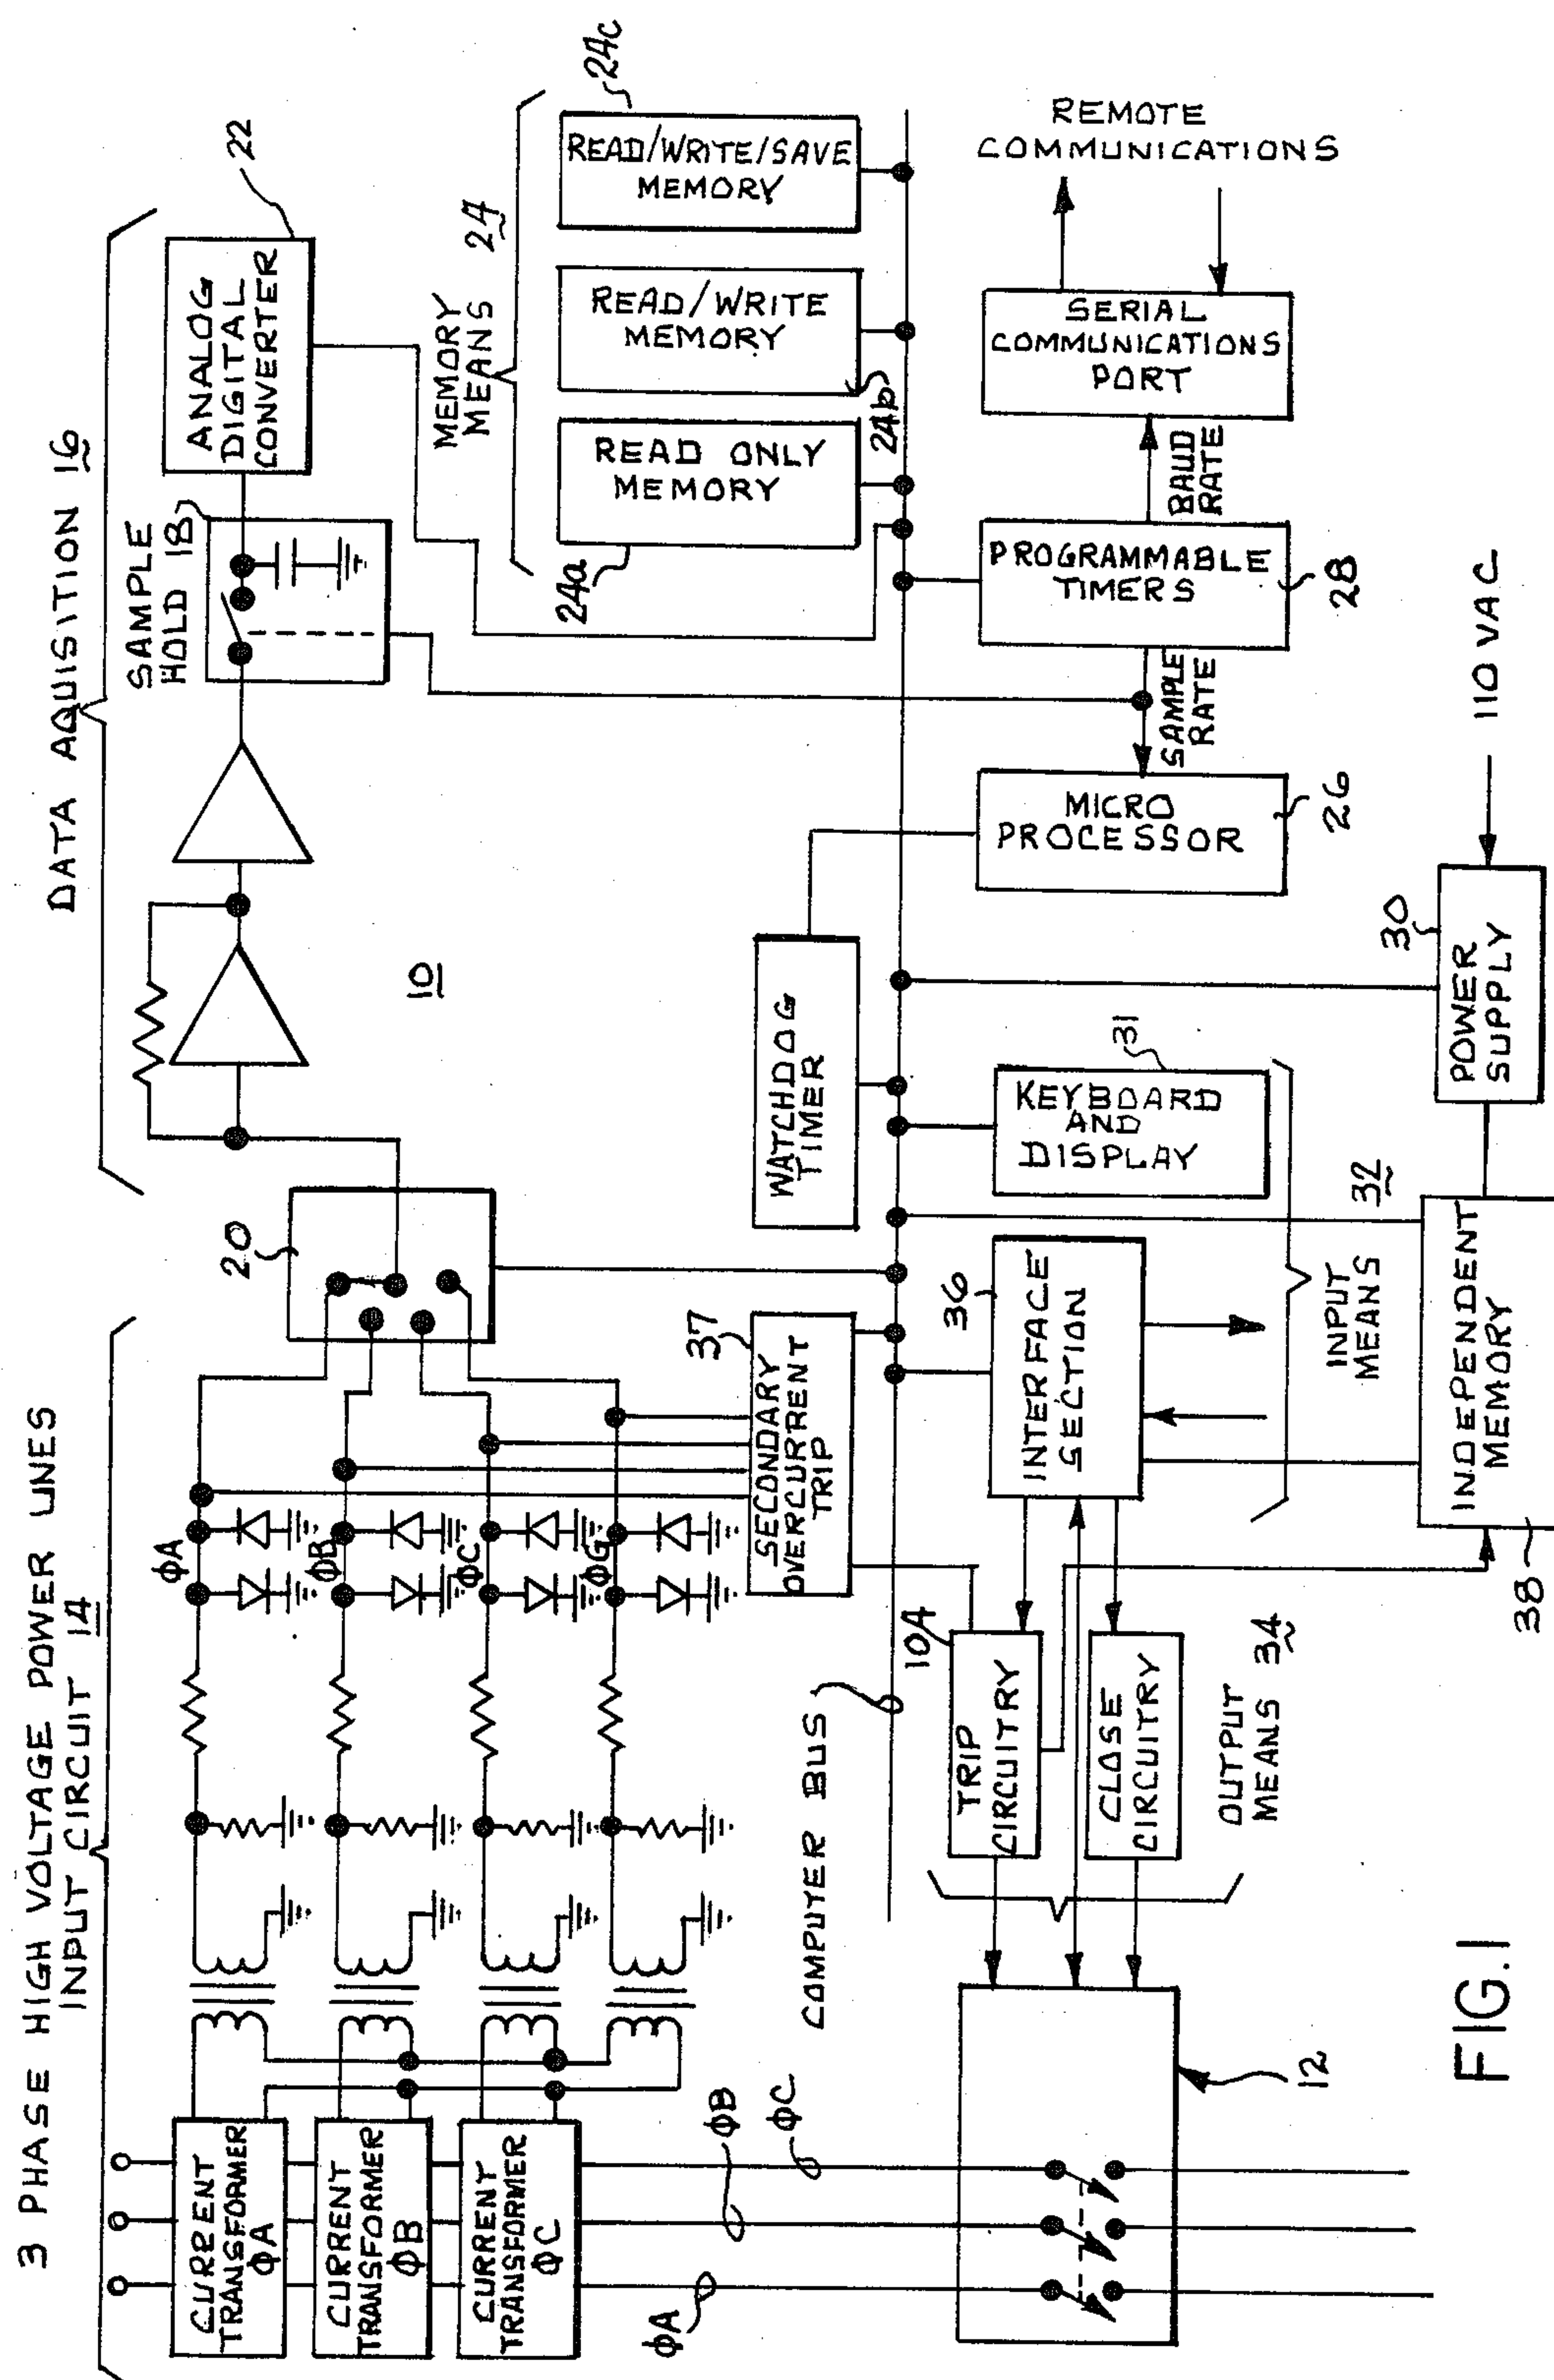 3 PHASE HIGH VOLTAGE POWER LINES
INPUT CIRCUIT 14
DATA AQUISITION 16
CURRENT
TRANSFORMER
ΦA
CURRENT
TRANSFORMER
ΦB
CURRENT
TRANSFORMER
ΦC
ΦA
ΦB
ΦC
ΦG
20
10
SAMPLE
HOLD 18
ANALOG
DIGITAL
CONVERTER
22
MEMORY
MEANS 24
READ ONLY
MEMORY
24a
READ/WRITE
MEMORY
24b
READ/WRITE/SAVE
MEMORY
24c
SECONDARY
OVERCURRENT
TRIP
37
WATCHDOG
TIMER
COMPUTER BUS
ΦA
ΦB
ΦC
12
TRIP
CIRCUITRY
10A
CLOSE
CIRCUITRY
OUTPUT
MEANS 34
INTERFACE
SECTION
36
KEYBOARD
AND
DISPLAY
31
INPUT
MEANS
32
MICRO
PROCESSOR
26
SAMPLE
RATE
PROGRAMMABLE
TIMERS
28
BAUD
RATE
SERIAL
COMMUNICATIONS
PORT
REMOTE
COMMUNICATIONS
INDEPENDENT
MEMORY
38
POWER
SUPPLY
30
110 VAC
FIG.1